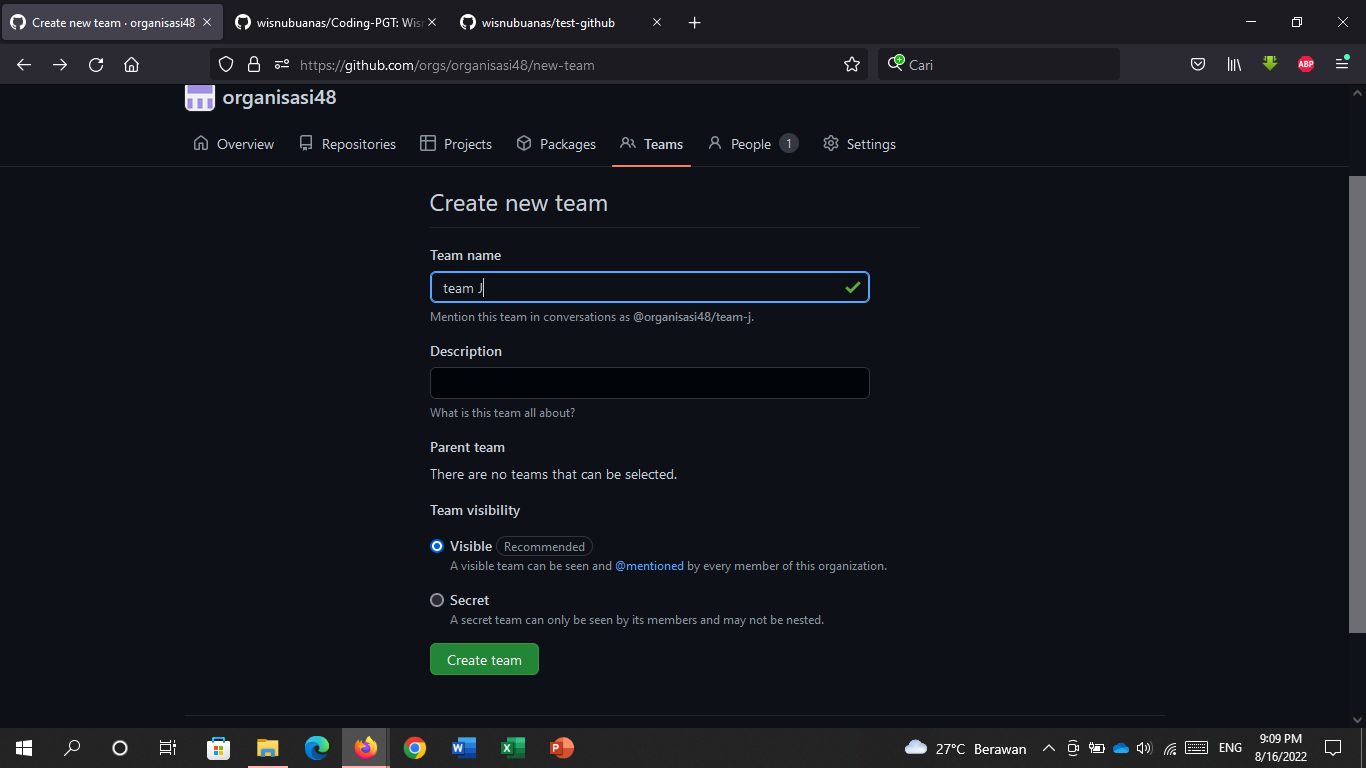 Create new team · organisasi48
wisnubuanas/Coding-PGT: Wis
wisnubuanas/test-github
https://github.com/orgs/organisasi48/new-team
Cari
ABP
organisasi48
Overview
Repositories
Projects
Packages
Teams
People 1
Settings
Create new team
Team name
team J
Mention this team in conversations as @organisasi48/team-j.
Description
What is this team all about?
Parent team
There are no teams that can be selected.
Team visibility
Visible Recommended
A visible team can be seen and @mentioned by every member of this organization.
Secret
A secret team can only be seen by its members and may not be nested.
Create team
27°C Berawan
ENG
9:09 PM
8/16/2022